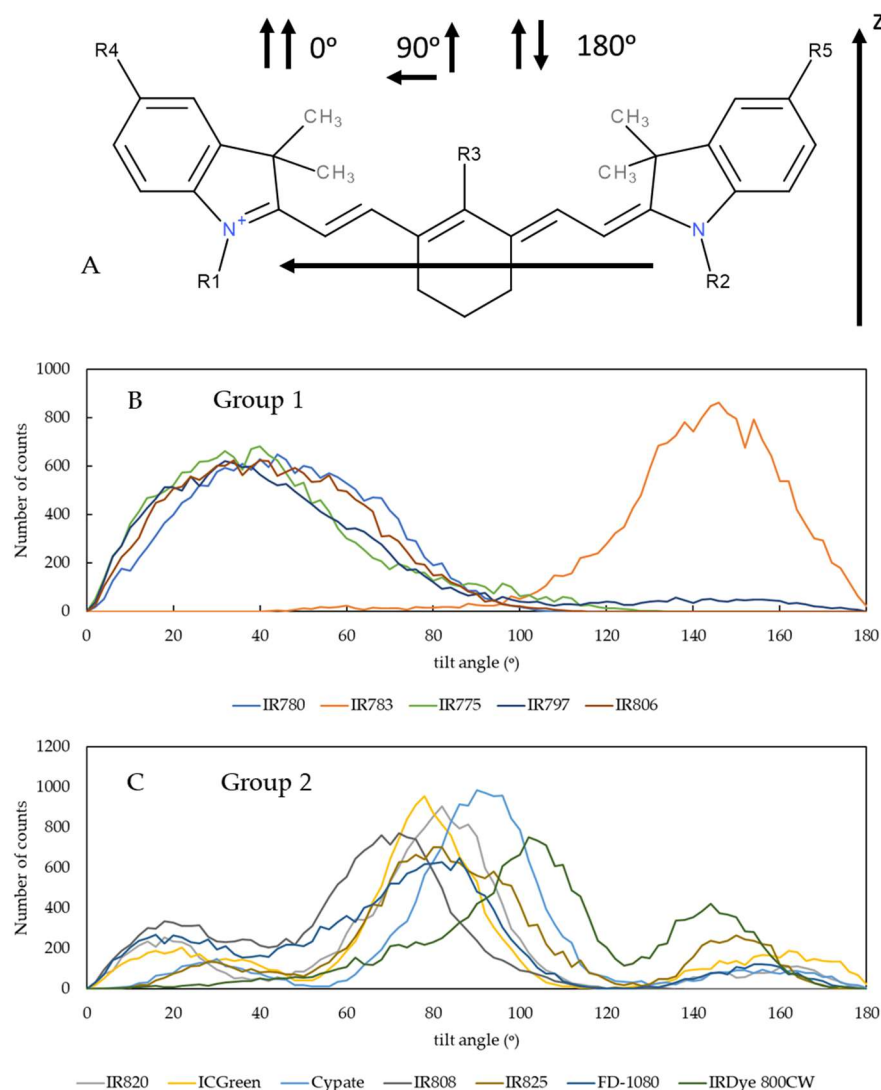 0º 90º 180º Z
R4 R5
CH3 CH3
R3
CH3 CH3
N+ N
A R1 R2
1000
B Group 1
800
600
400
200
0
Number of counts
0 20 40 60 80 100 120 140 160 180
tilt angle (º)
IR780 IR783 IR775 IR797 IR806
1200
C Group 2
1000
800
600
400
200
0
Number of counts
0 20 40 60 80 100 120 140 160 180
tilt angle (º)
IR820 ICGreen Cypate IR808 IR825 FD-1080 IRDye 800CW